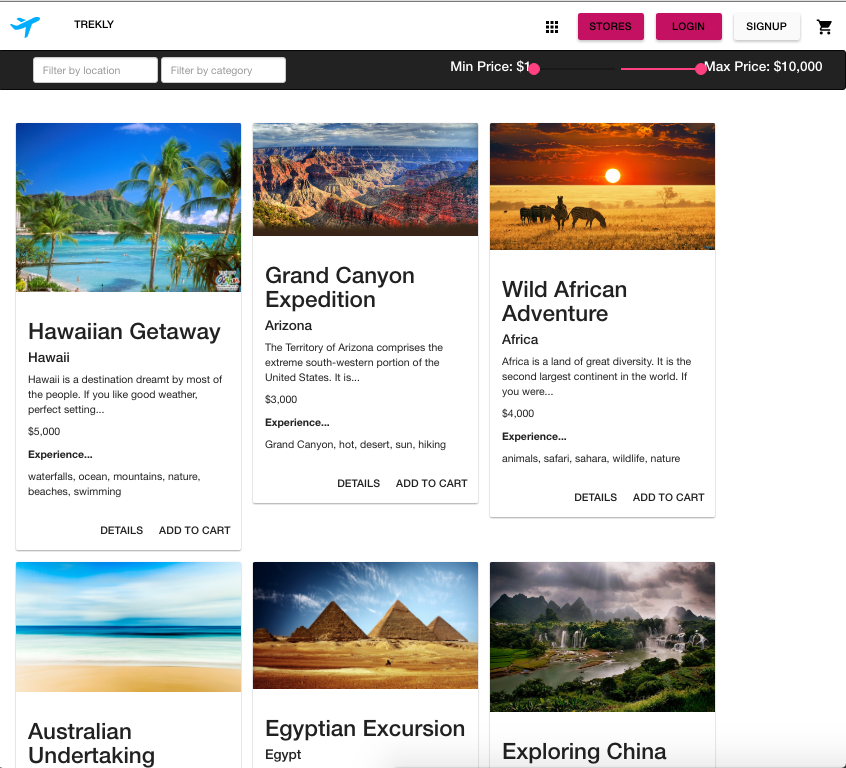 TREKLY
STORES
LOGIN
SIGNUP
Filter by location
Filter by category
Min Price: $1
Max Price: $10,000
Hawaiian Getaway
Hawaii
Hawaii is a destination dreamt by most of
the people. If you like good weather,
perfect setting...
$5,000
Experience...
waterfalls, ocean, mountains, nature,
beaches, swimming
DETAILS
ADD TO CART
Grand Canyon
Expedition
Arizona
The Territory of Arizona comprises the
extreme south-western portion of the
United States. It is...
$3,000
Experience...
Grand Canyon, hot, desert, sun, hiking
DETAILS
ADD TO CART
Wild African
Adventure
Africa
Africa is a land of great diversity. It is the
second largest continent in the world. If
you were...
$4,000
Experience...
animals, safari, sahara, wildlife, nature
DETAILS
ADD TO CART
Australian
Undertaking
Egyptian Excursion
Egypt
Exploring China